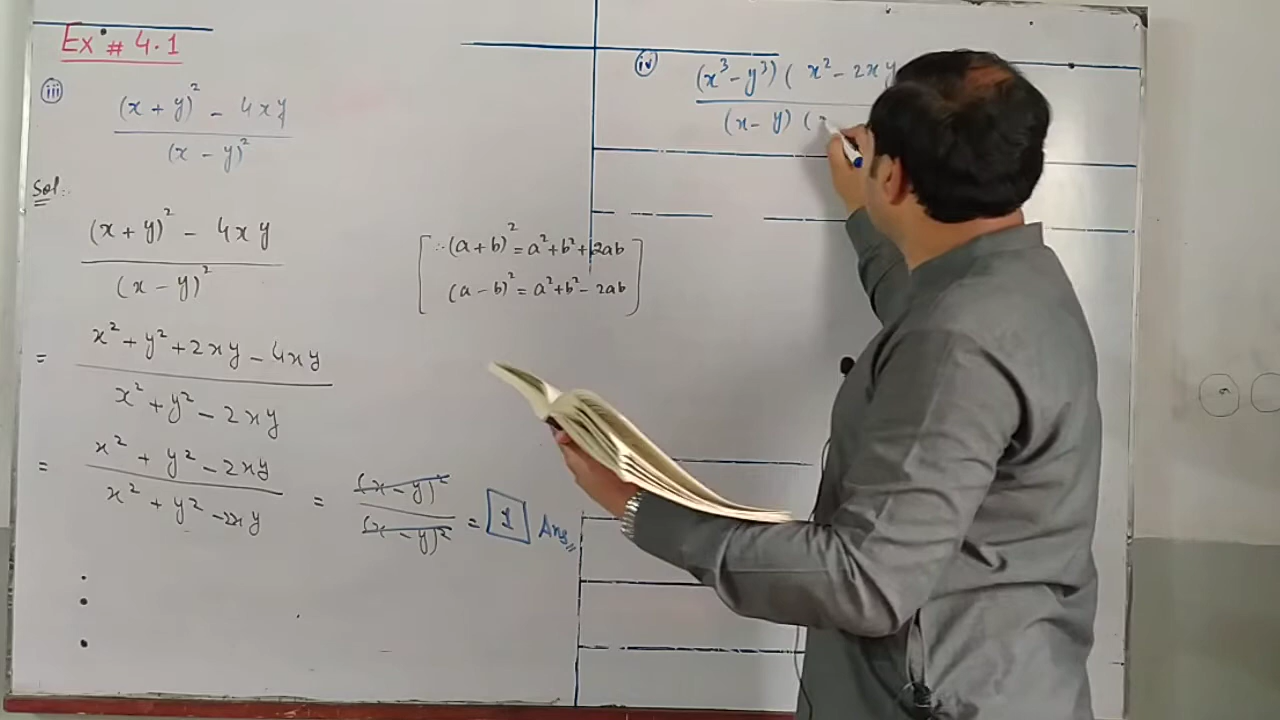 Ex # 4.1
iii
(x + y)² - 4xy
(x - y)²
Sol:
(x + y)² - 4xy
(x - y)²
= x² + y² + 2xy - 4xy
x² + y² - 2xy
= x² + y² - 2xy
x² + y² - 2xy
= (x - y)²
(x - y)²
= 1 Ans
[∵ (a + b)² = a² + b² + 2ab
(a - b)² = a² + b² - 2ab]
iv
(x³ - y³) ( x² - 2xy
(x - y) (